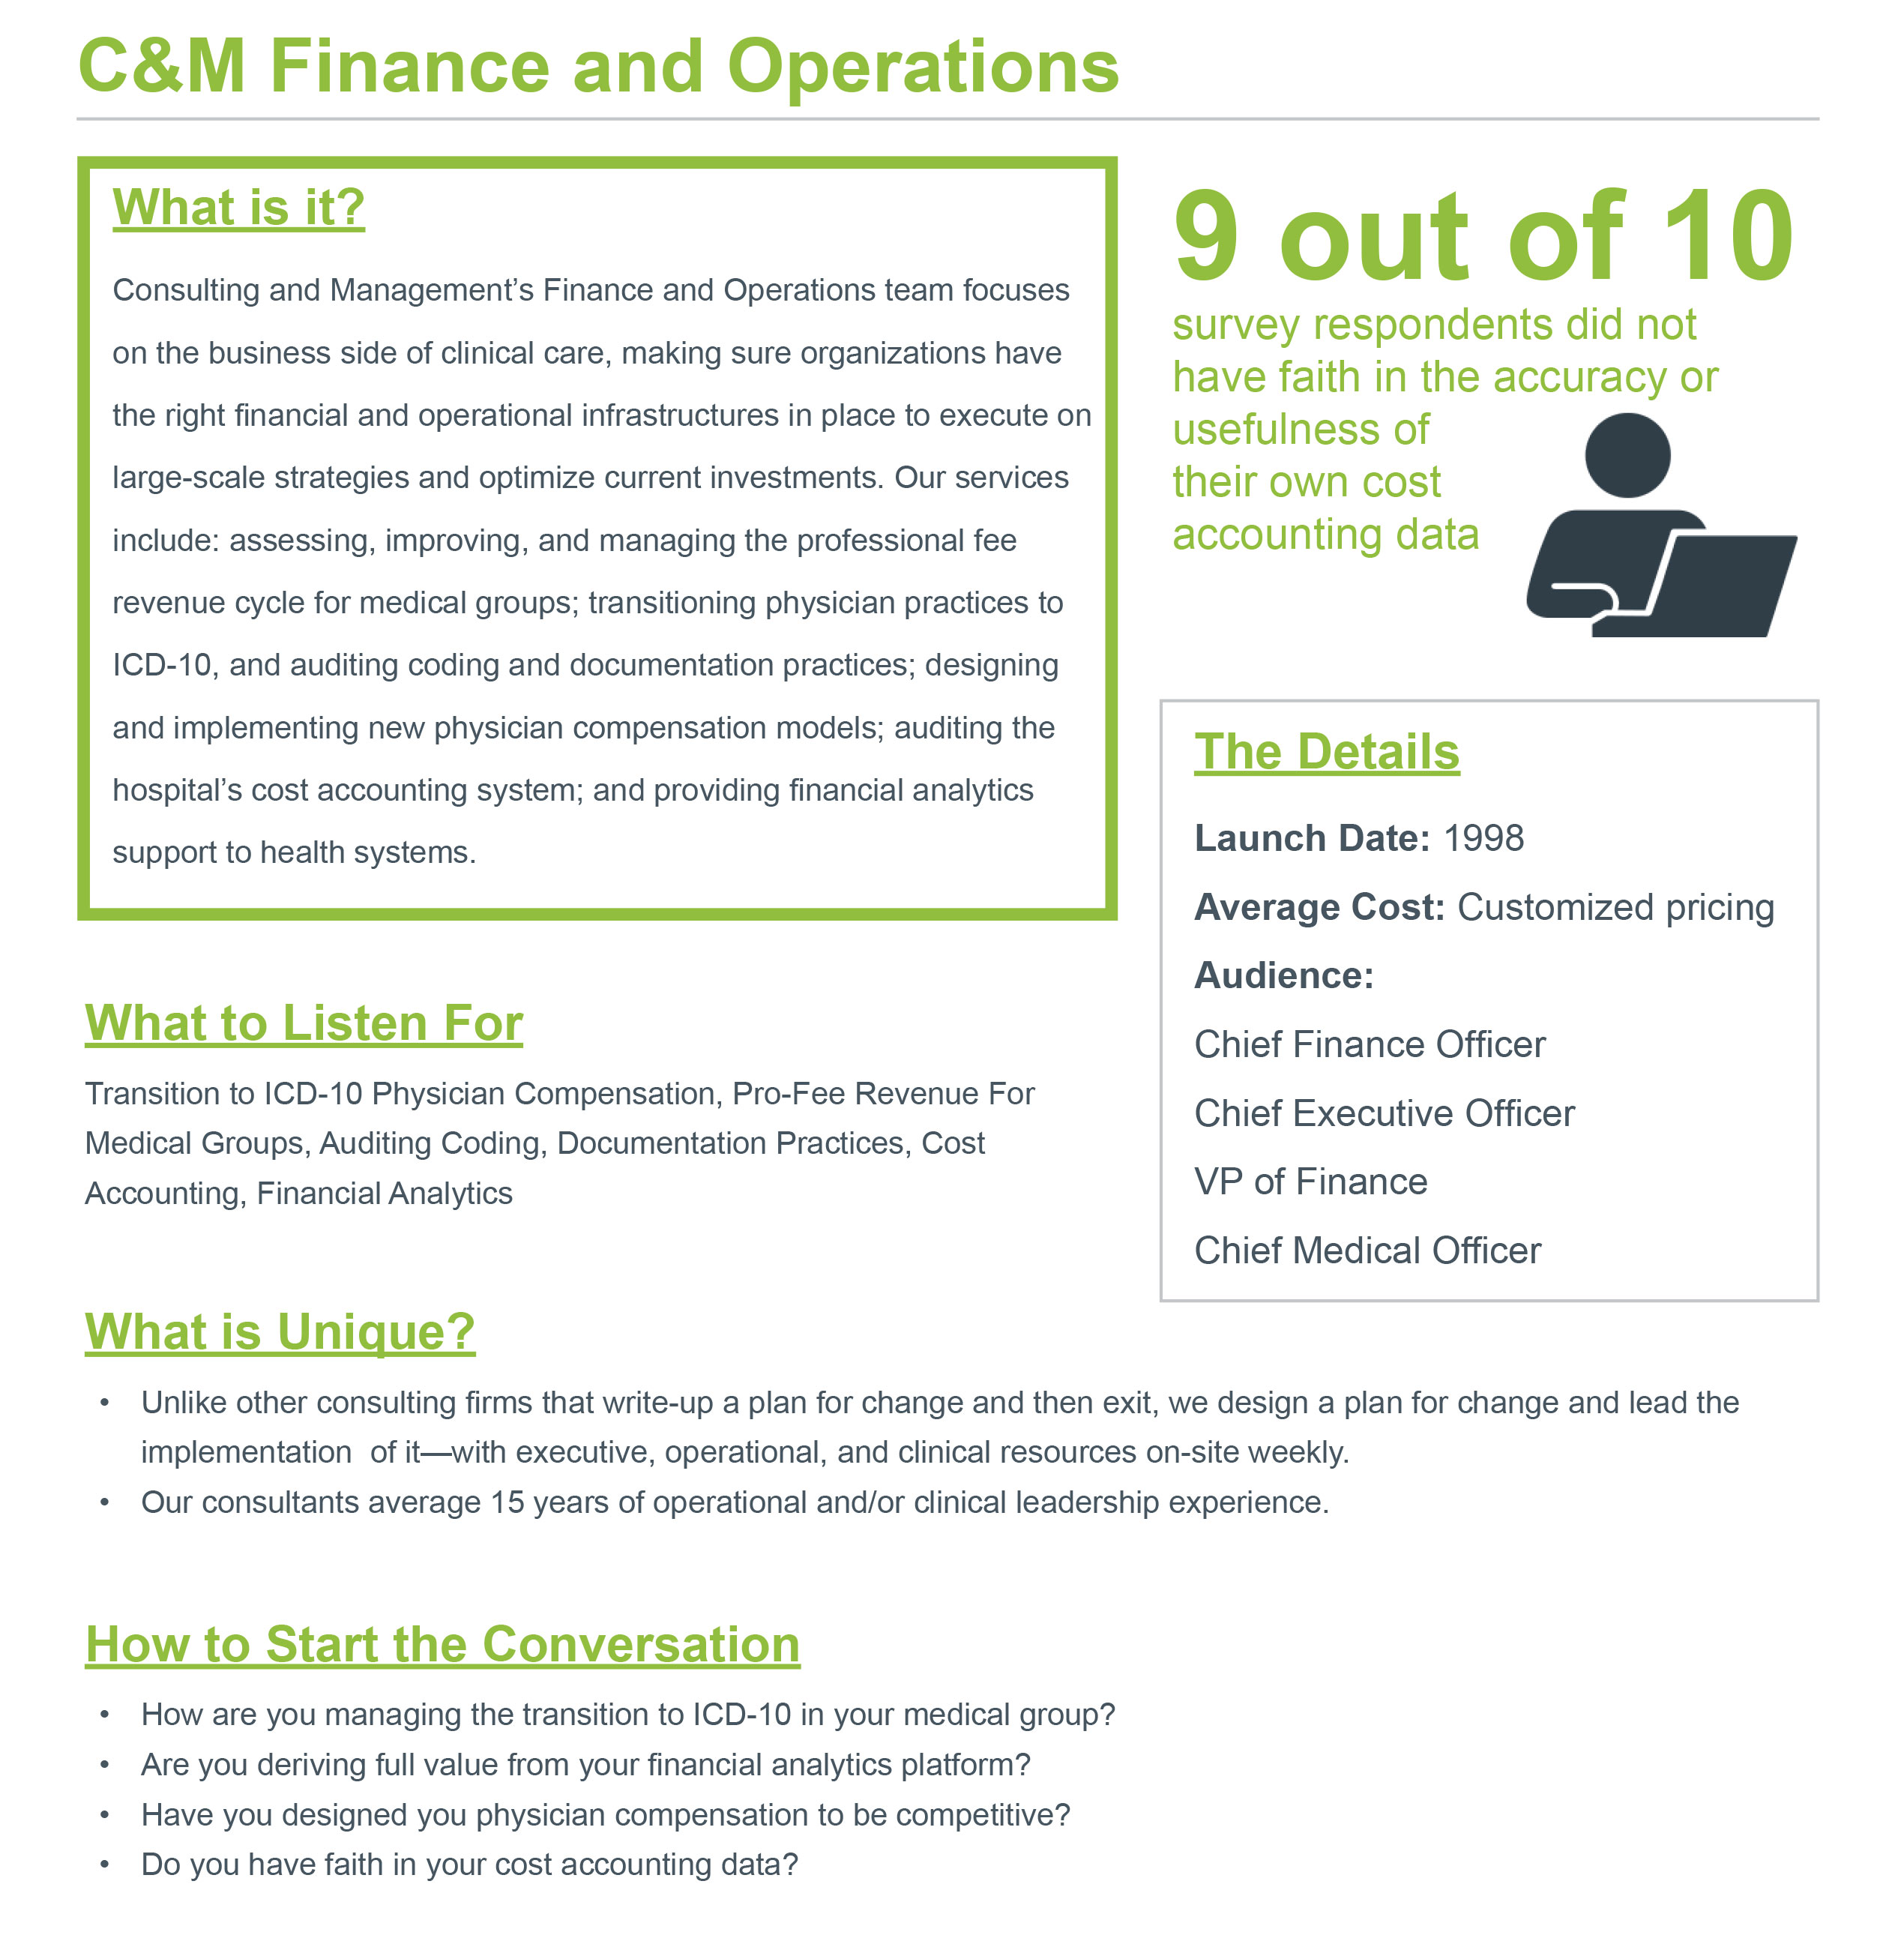 C&M Finance and Operations
What is it?
Consulting and Management’s Finance and Operations team focuses
on the business side of clinical care, making sure organizations have
the right financial and operational infrastructures in place to execute on
large-scale strategies and optimize current investments. Our services
include: assessing, improving, and managing the professional fee
revenue cycle for medical groups; transitioning physician practices to
ICD-10, and auditing coding and documentation practices; designing
and implementing new physician compensation models; auditing the
hospital’s cost accounting system; and providing financial analytics
support to health systems.
9 out of 10
survey respondents did not
have faith in the accuracy or
usefulness of
their own cost
accounting data
The Details
Launch Date: 1998
Average Cost: Customized pricing
Audience:
Chief Finance Officer
Chief Executive Officer
VP of Finance
Chief Medical Officer
What to Listen For
Transition to ICD-10 Physician Compensation, Pro-Fee Revenue For
Medical Groups, Auditing Coding, Documentation Practices, Cost
Accounting, Financial Analytics
What is Unique?
• Unlike other consulting firms that write-up a plan for change and then exit, we design a plan for change and lead the
implementation  of it—with executive, operational, and clinical resources on-site weekly.
• Our consultants average 15 years of operational and/or clinical leadership experience.
How to Start the Conversation
• How are you managing the transition to ICD-10 in your medical group?
• Are you deriving full value from your financial analytics platform?
• Have you designed you physician compensation to be competitive?
• Do you have faith in your cost accounting data?